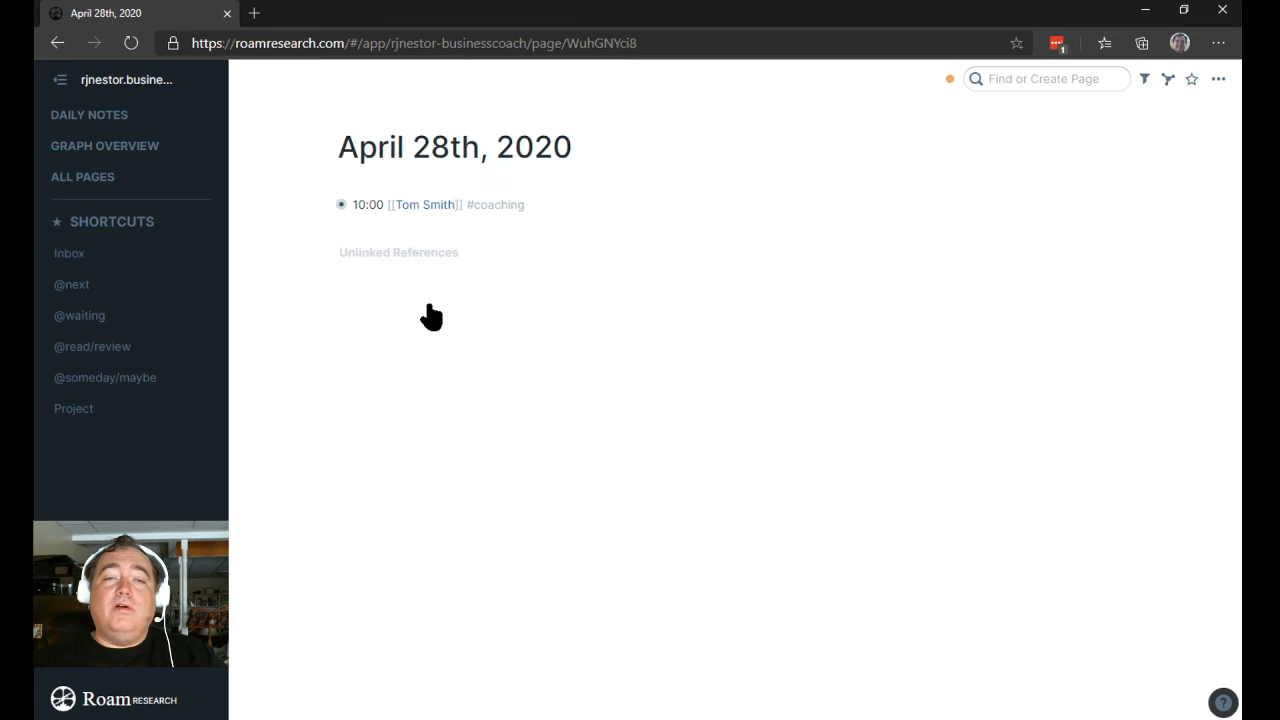 April 28th, 2020
https://roamresearch.com/#/app/rjnestor-businesscoach/page/WuhGNYci8
1
rjnestor.busine...
Find or Create Page
DAILY NOTES
GRAPH OVERVIEW
ALL PAGES
SHORTCUTS
Inbox
@next
@waiting
@read/review
@someday/maybe
Project
April 28th, 2020
10:00 [[Tom Smith]] #coaching
Unlinked References
Roam RESEARCH